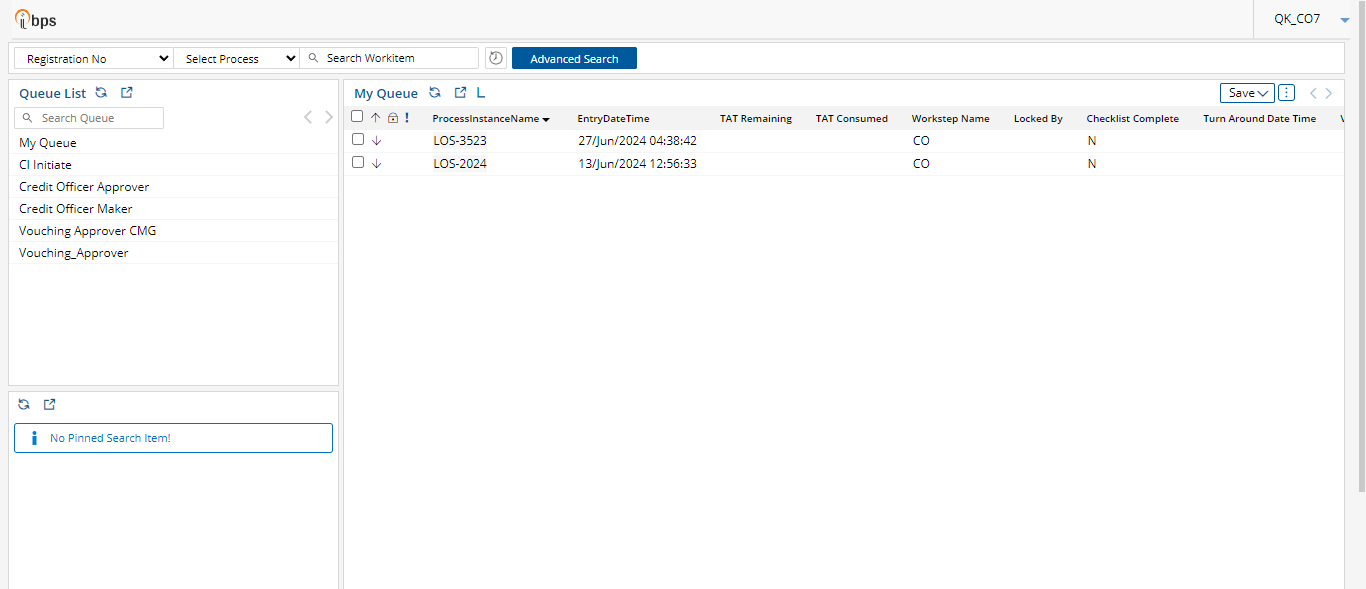 ibps
QK_CO7
Registration No Select Process Search Workitem Advanced Search
Queue List
Search Queue
My Queue
CI Initiate
Credit Officer Approver
Credit Officer Maker
Vouching Approver CMG
Vouching_Approver
No Pinned Search Item!
My Queue L Save
ProcessInstanceName EntryDateTime TAT Remaining TAT Consumed Workstep Name Locked By Checklist Complete Turn Around Date Time
LOS-3523 27/Jun/2024 04:38:42 CO N
LOS-2024 13/Jun/2024 12:56:33 CO N